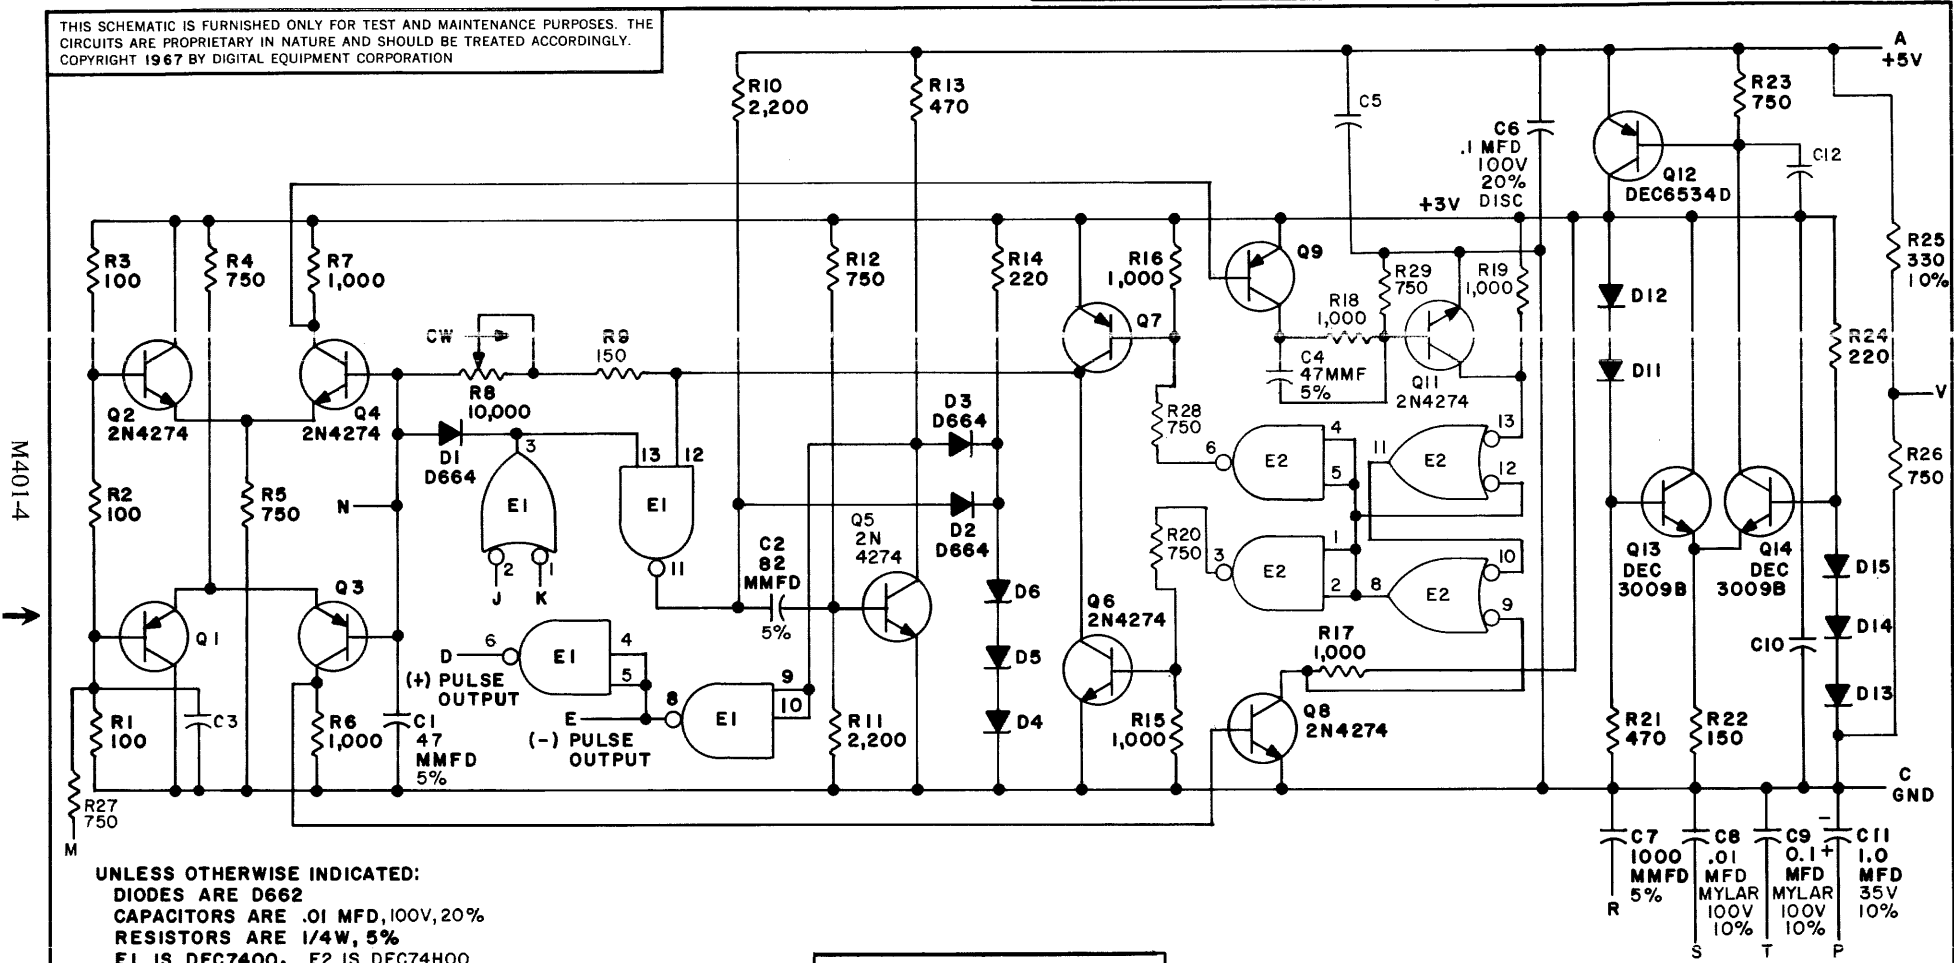 THIS SCHEMATIC IS FURNISHED ONLY FOR TEST AND MAINTENANCE PURPOSES. THE
CIRCUITS ARE PROPRIETARY IN NATURE AND SHOULD BE TREATED ACCORDINGLY.
COPYRIGHT 1967 BY DIGITAL EQUIPMENT CORPORATION
A
+5V
R10
2,200
R13
470
C5
C6
.1 MFD
100V
20%
DISC
R23
750
Q12
DEC6534D
C12
+3V
R3
100
R4
750
R7
1,000
R12
750
R14
220
R16
1,000
Q9
R29
750
R19
1,000
R18
1,000
D12
R25
330
10%
CW
R9
150
R8
10,000
Q7
C4
47MMF
5%
Q11
2N4274
D11
R24
220
V
Q2
2N4274
Q4
2N4274
D1
D664
3
13
12
D3
D664
R28
750
6
4
5
E2
11
13
12
E2
R26
750
R2
100
R5
750
N
E1
2
1
J
K
E1
11
D2
D664
Q5
2N
4274
C2
82
MMFD
5%
R20
750
3
1
2
E2
8
10
9
E2
Q13
DEC
3009B
Q14
DEC
3009B
D15
Q1
Q3
D6
Q6
2N4274
R17
1,000
D14
C10
D
6
E1
4
5
(+) PULSE
OUTPUT
D5
8
9
10
E1
E
(-) PULSE
OUTPUT
D13
R1
100
C3
R6
1,000
C1
47
MMFD
5%
R11
2,200
D4
R15
1,000
Q8
2N4274
R21
470
R22
150
C
GND
R27
750
M
C7
1000
MMFD
5%
R
C8
.01
MFD
MYLAR
100V
10%
S
C9
0.1
MFD
MYLAR
100V
10%
T
-
+
C11
1.0
MFD
35V
10%
P
M401-4
UNLESS OTHERWISE INDICATED:
DIODES ARE D662
CAPACITORS ARE .01 MFD, 100V, 20%
RESISTORS ARE 1/4W, 5%
E1 IS DEC7400. E2 IS DEC74H00